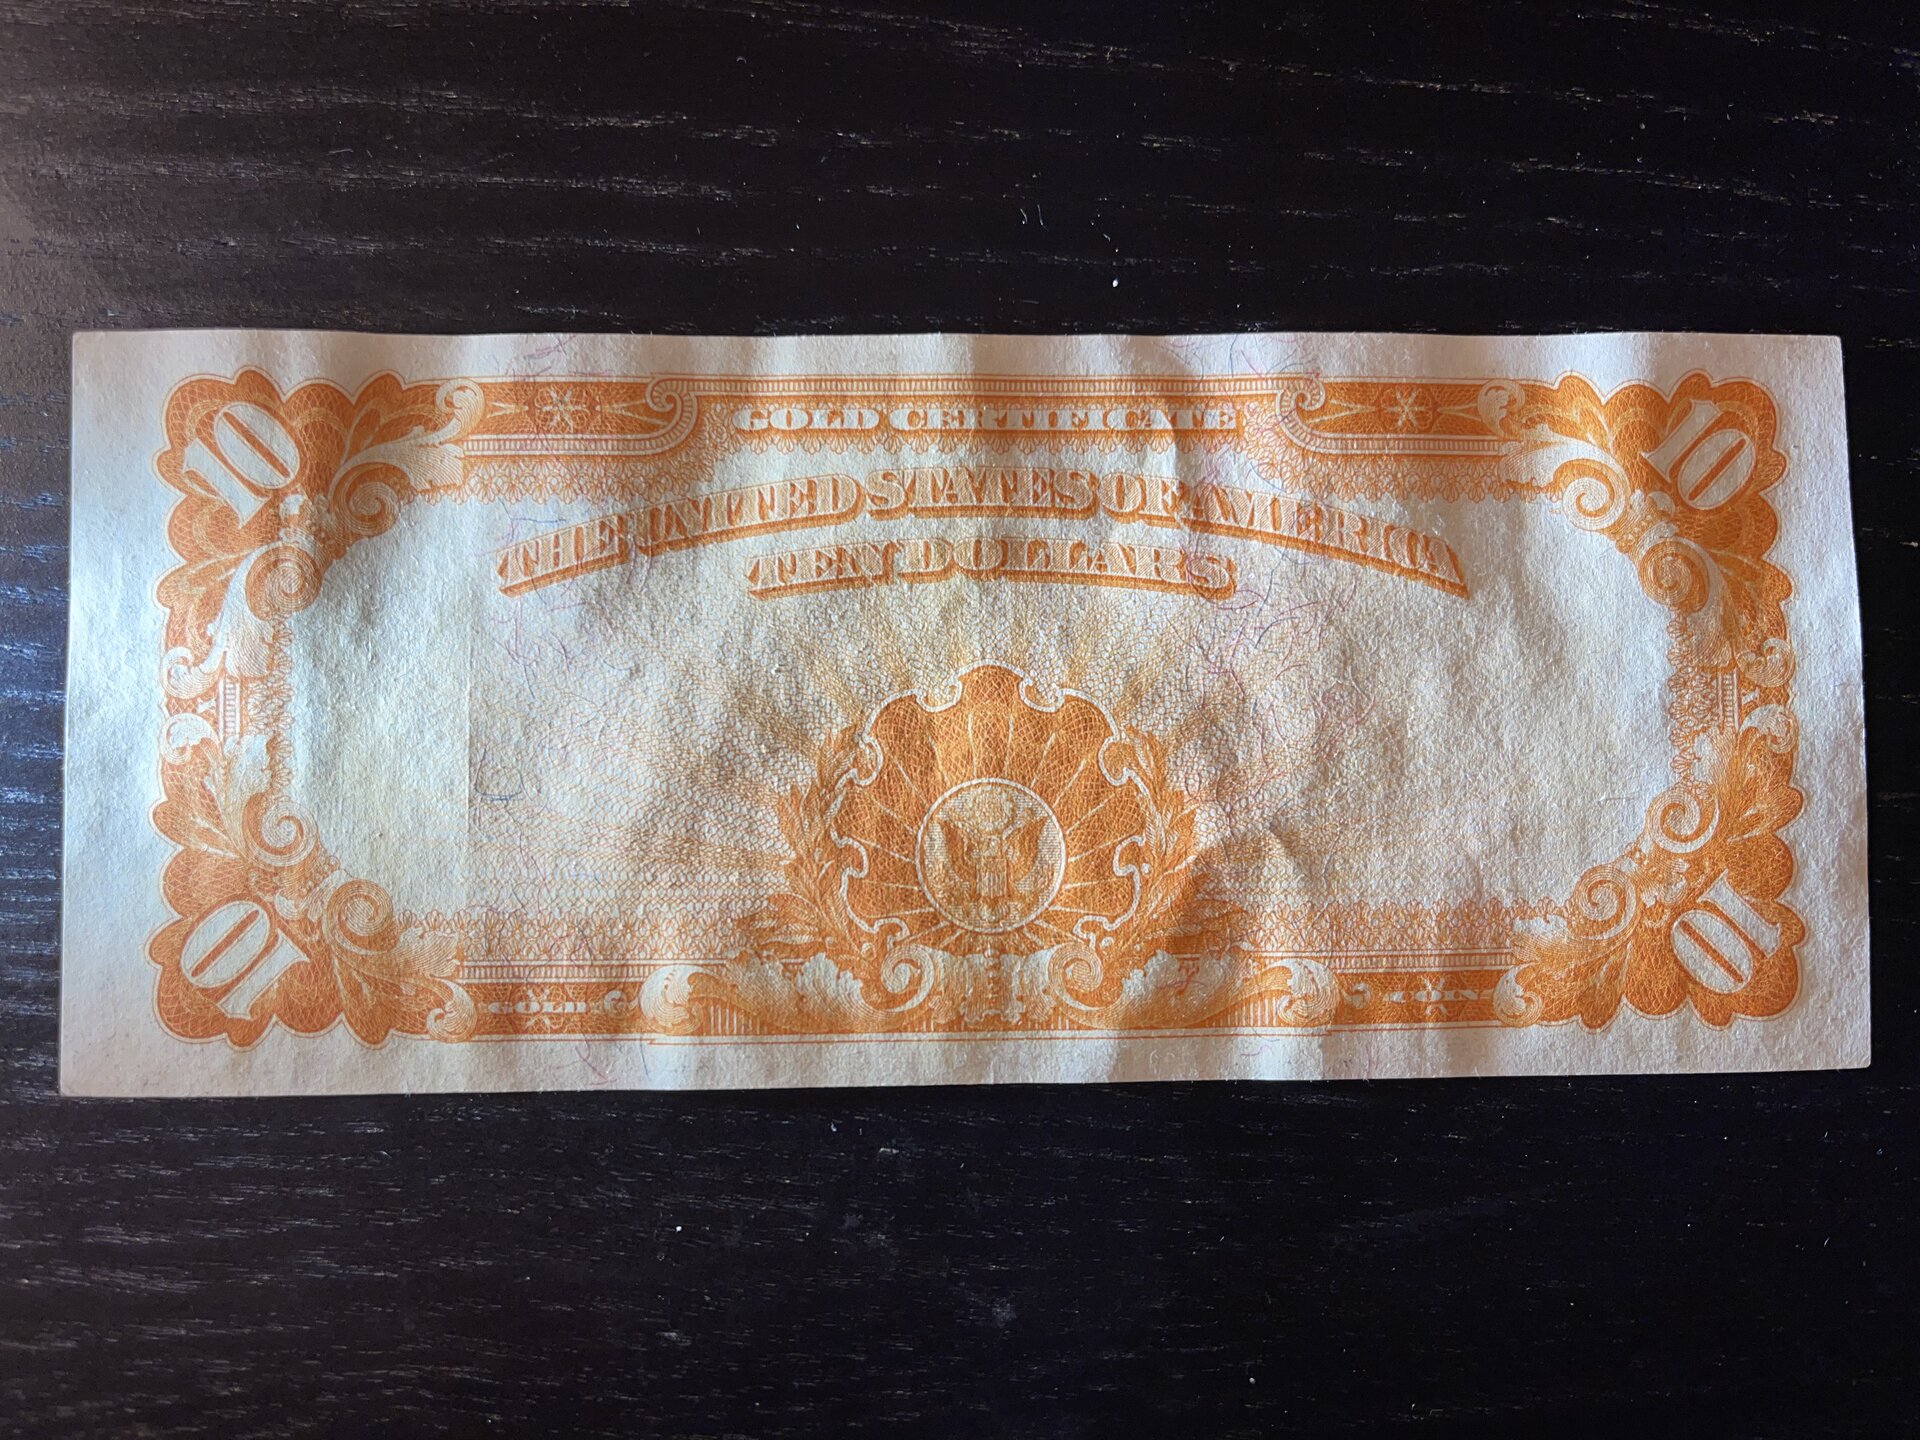 10 10
GOLD CERTIFICATE
THE UNITED STATES OF AMERICA
TEN DOLLARS
10 10
GOLD COIN